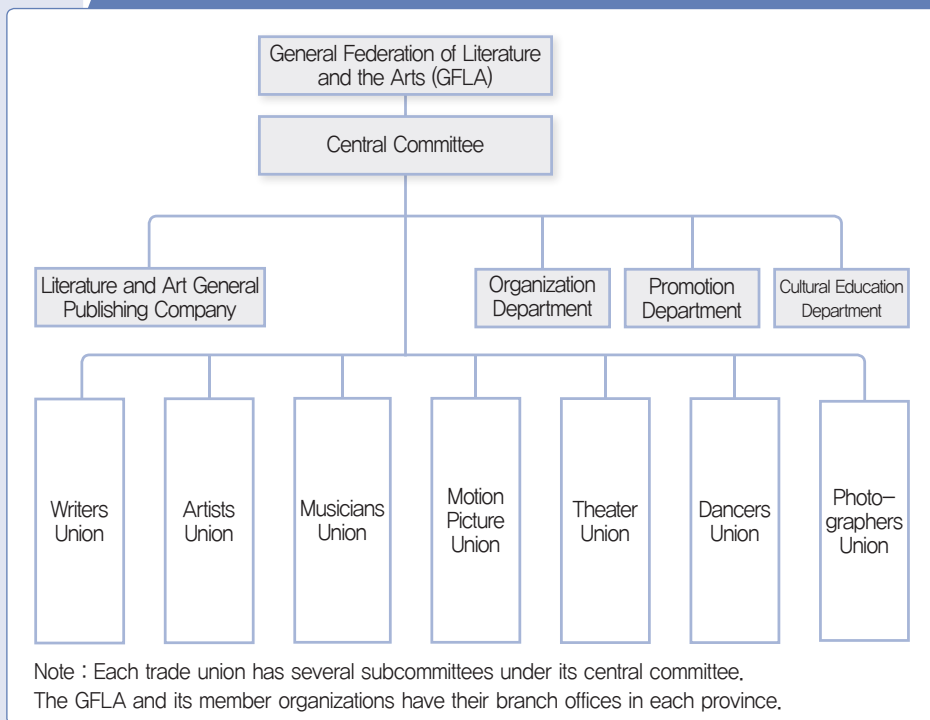 General Federation of Literature
and the Arts (GFLA)
Central Committee
Literature and Art General
Publishing Company
Organization
Department
Promotion
Department
Cultural Education
Department
Writers
Union
Artists
Union
Musicians
Union
Motion
Picture
Union
Theater
Union
Dancers
Union
Photo-
graphers
Union
Note : Each trade union has several subcommittees under its central committee.
The GFLA and its member organizations have their branch offices in each province.